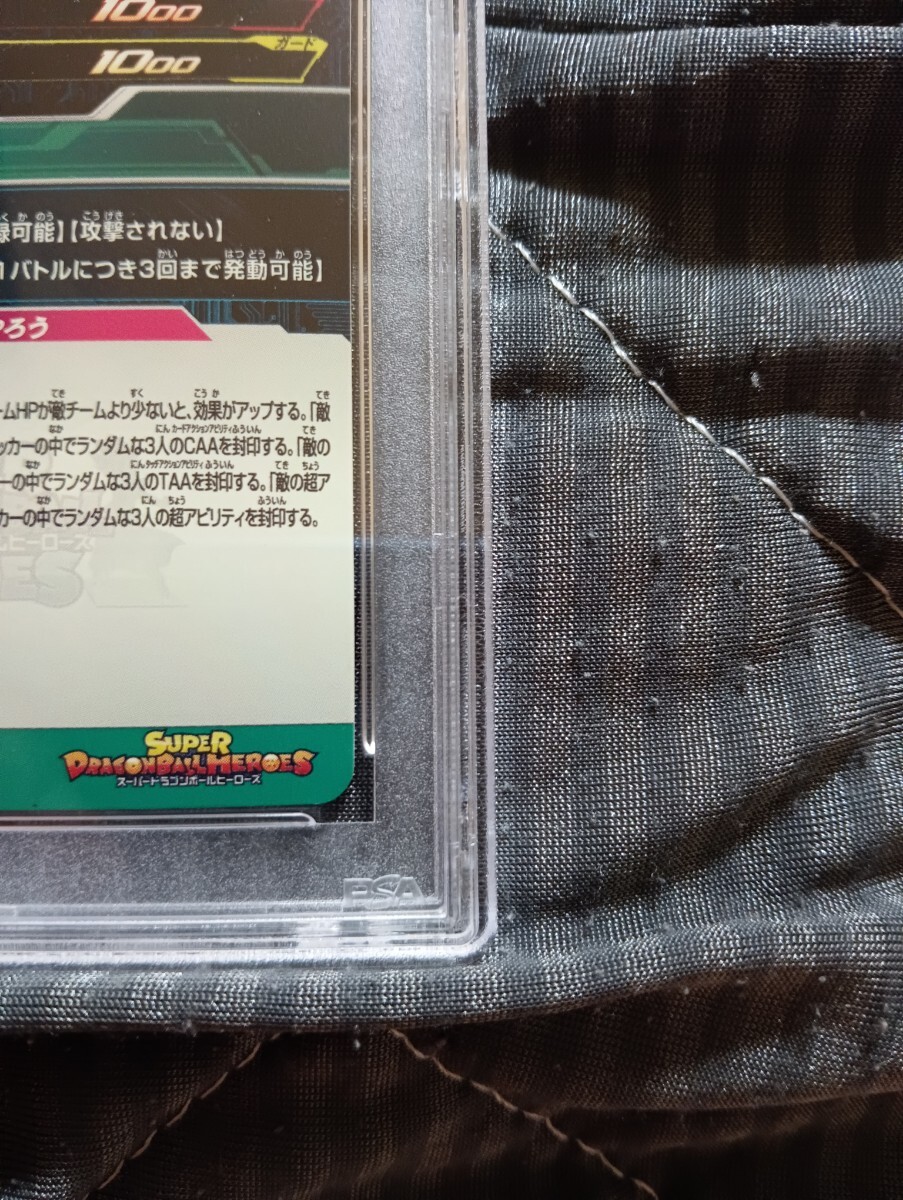 1000
ガード
1000
録可能】【攻撃されない】
1バトルにつき3回まで発動可能】
やろう
ームHPが敵チームより少ないと、効果がアップする。「敵
ッカーの中でランダムな3人のCAAを封印する。「敵の
ーの中でランダムな3人のTAAを封印する。「敵の超ア
カーの中でランダムな3人の超アビリティを封印する。
SUPER
DRAGONBALL HEROES
スーパードラゴンボールヒーローズ
PSA